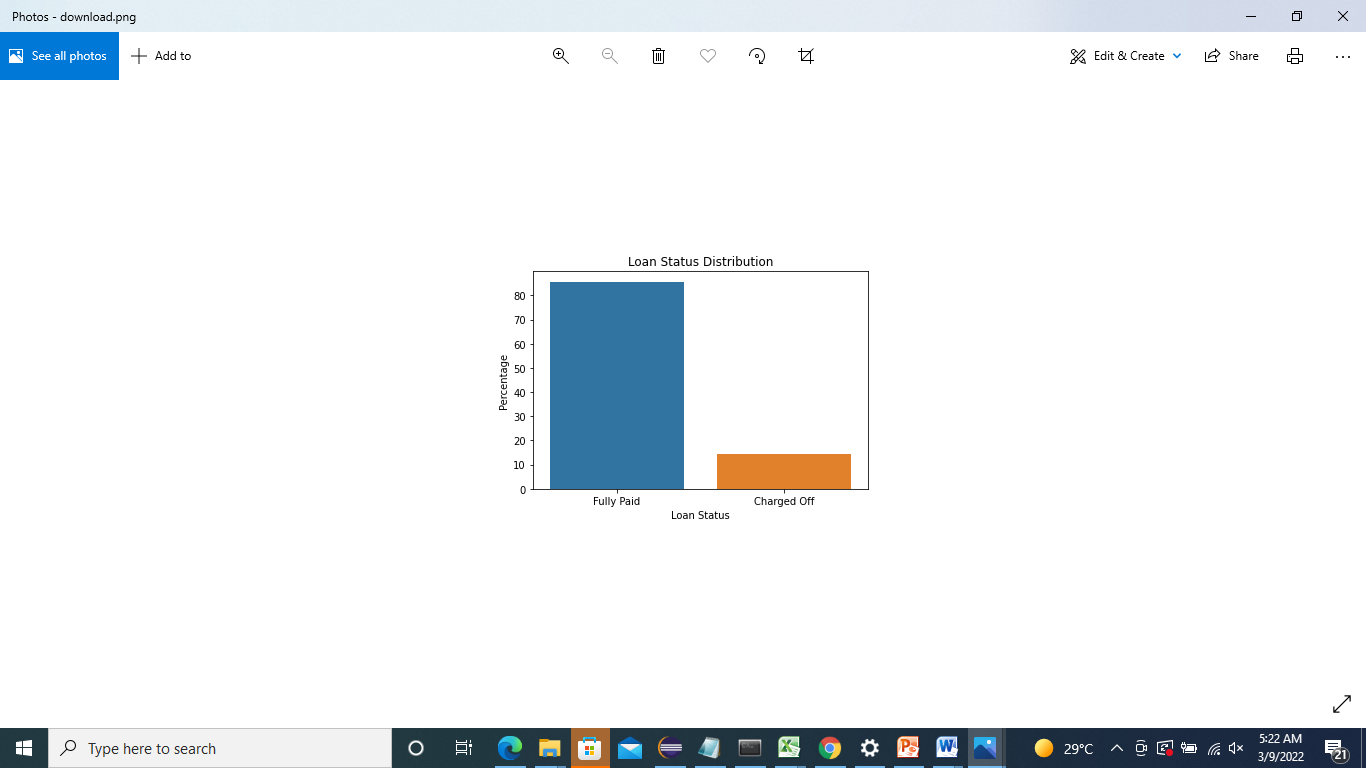 Photos - download.png
See all photos
Add to
Edit & Create
Share
Loan Status Distribution
80
70
60
50
40
30
20
10
0
Percentage
Fully Paid
Charged Off
Loan Status
Type here to search
29°C
5:22 AM
3/9/2022
21